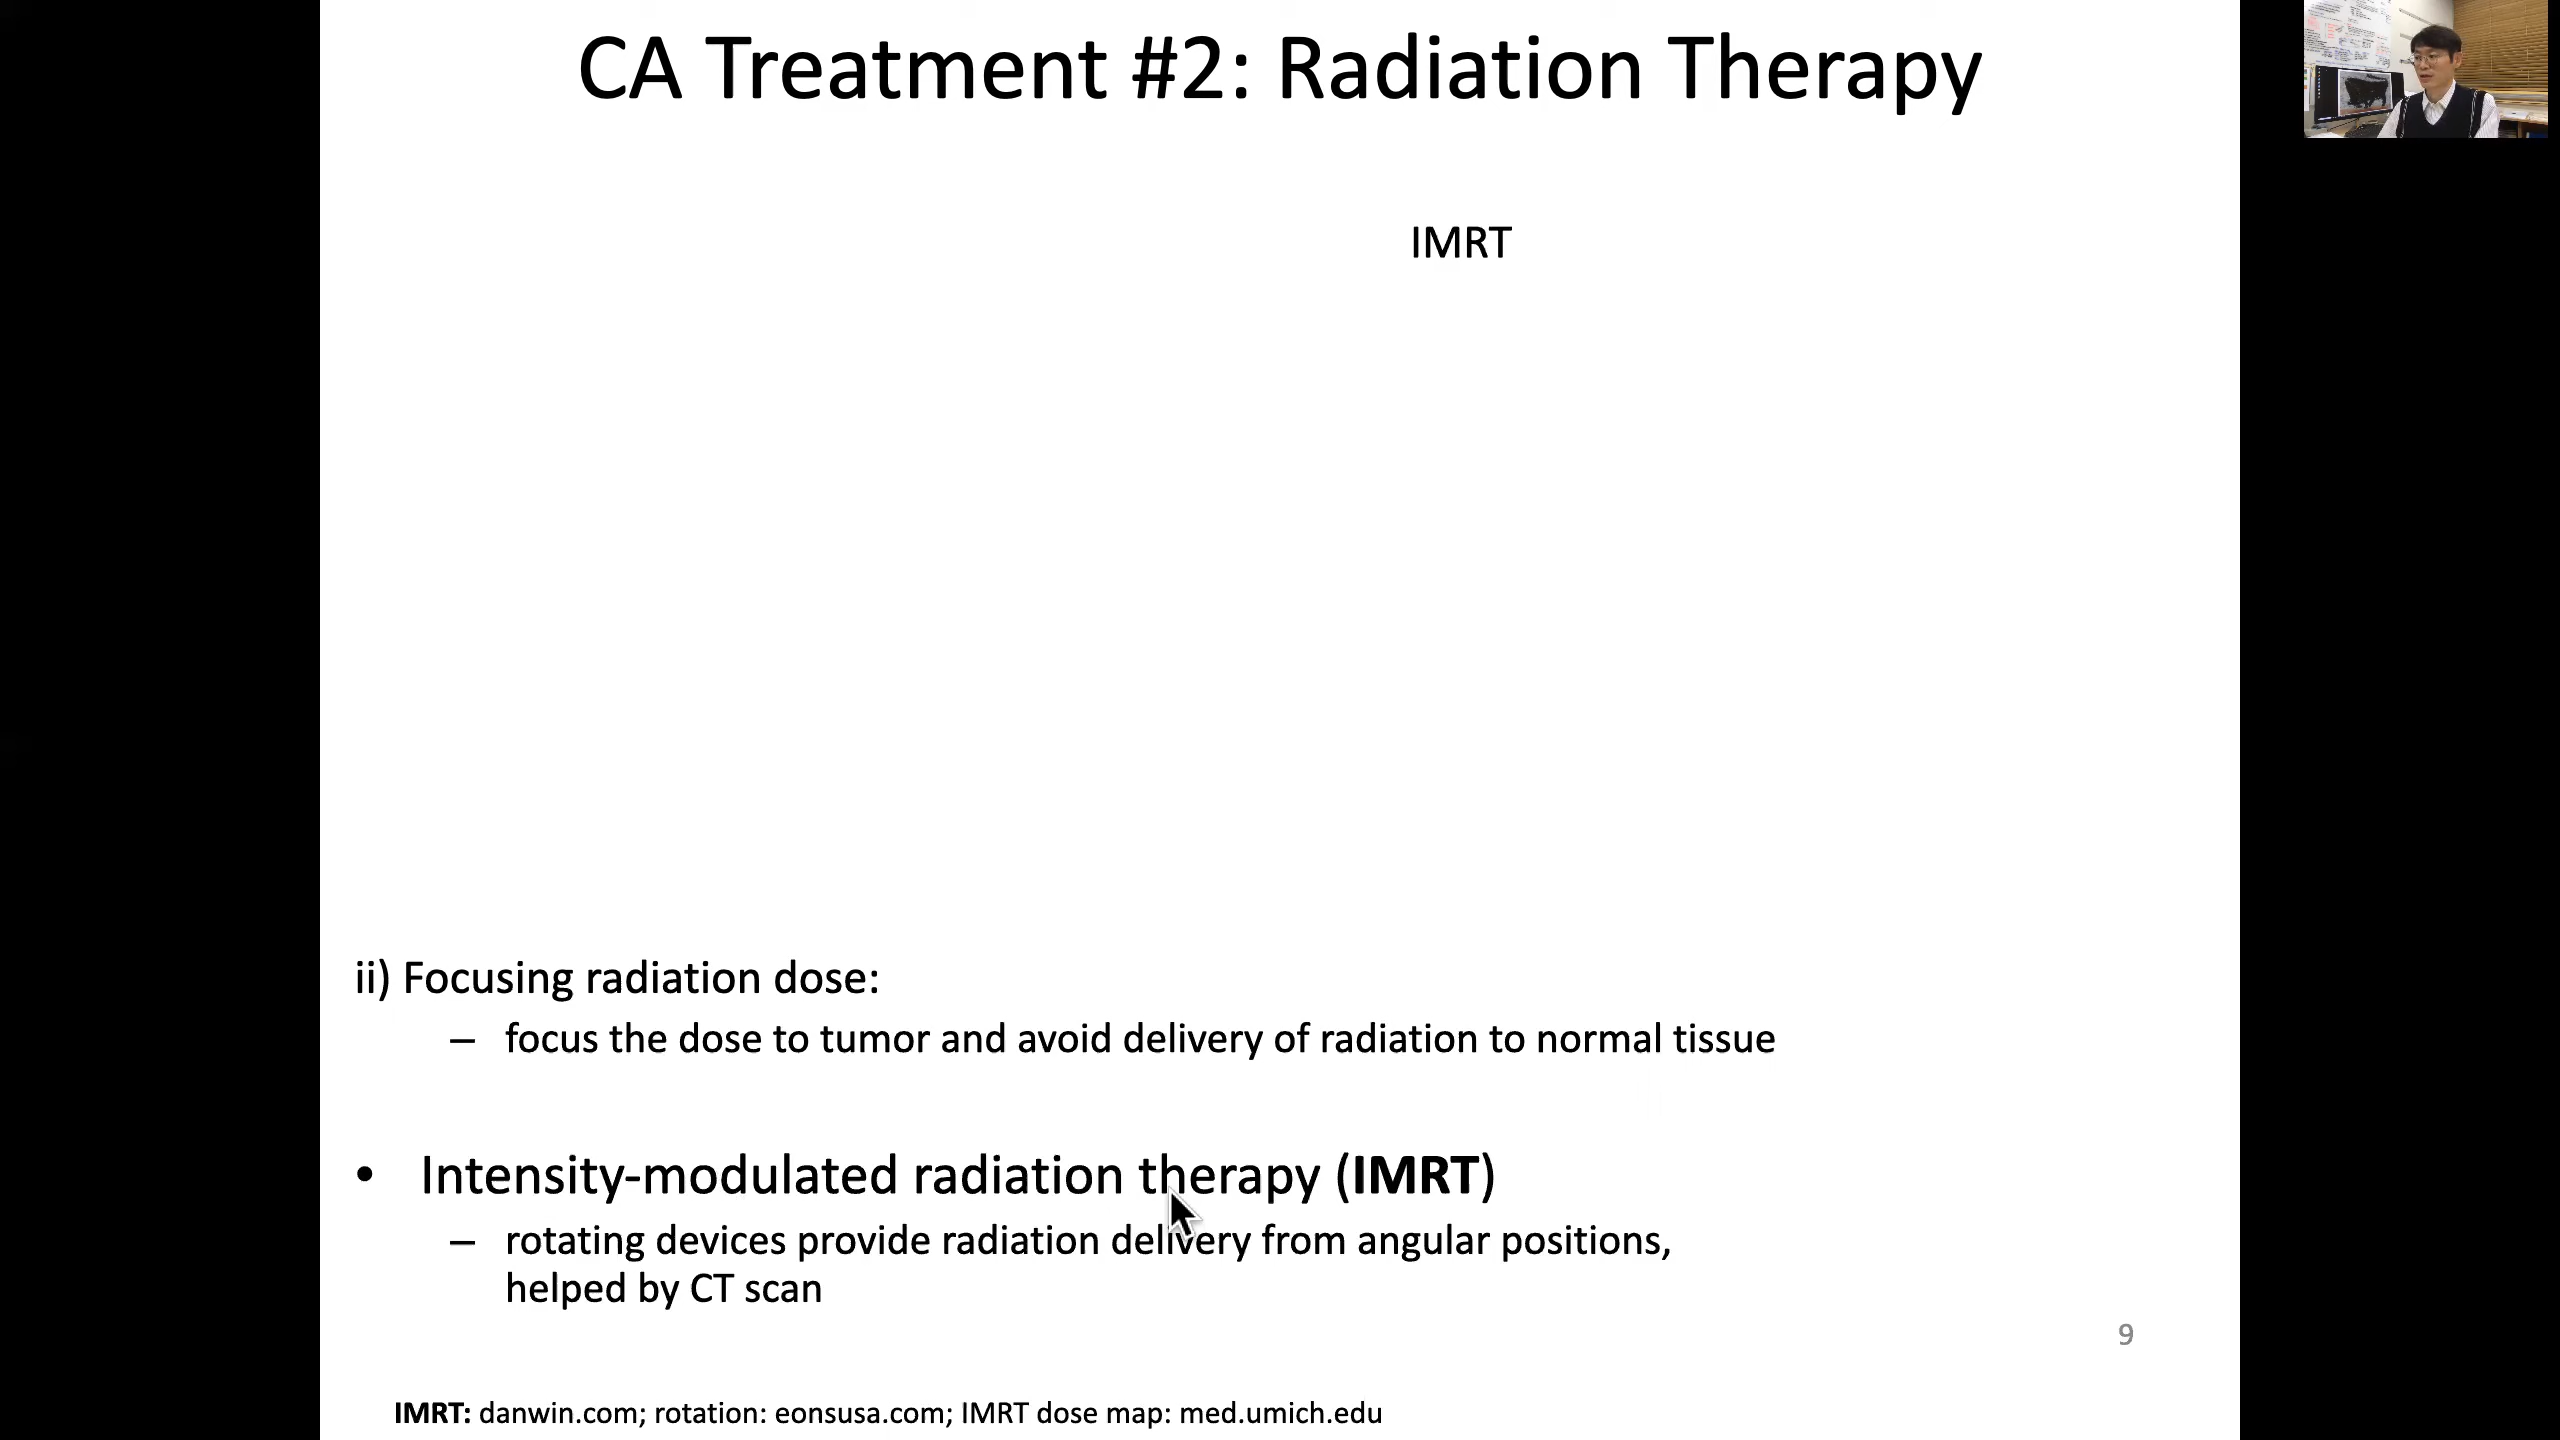 CA Treatment #2: Radiation Therapy
IMRT
ii) Focusing radiation dose:
– focus the dose to tumor and avoid delivery of radiation to normal tissue
• Intensity-modulated radiation therapy (IMRT)
– rotating devices provide radiation delivery from angular positions,
helped by CT scan
9
IMRT: danwin.com; rotation: eonsusa.com; IMRT dose map: med.umich.edu